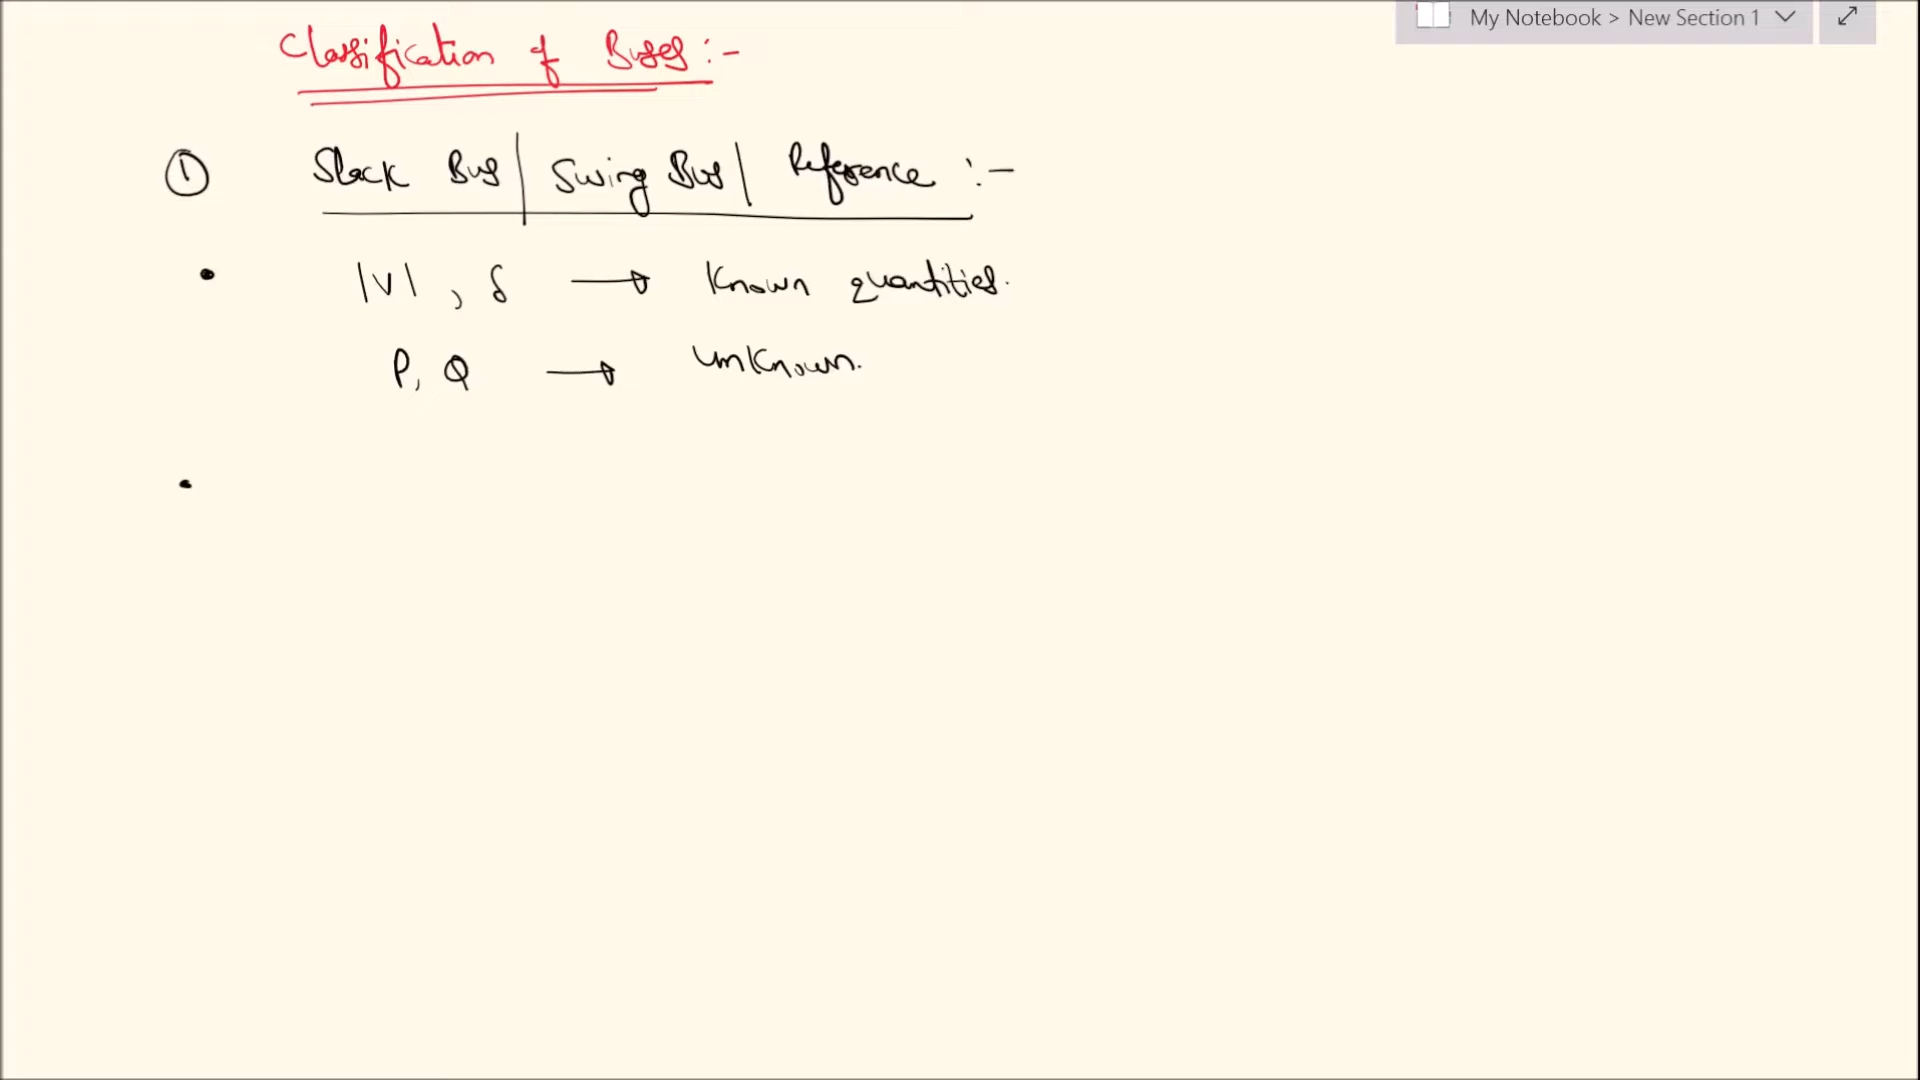 My Notebook > New Section 1
Classification of Buses :-
① Slack Bus | Swing Bus | Reference :-
• |V| , δ → Known quantities.
P, Q → unknown.
•